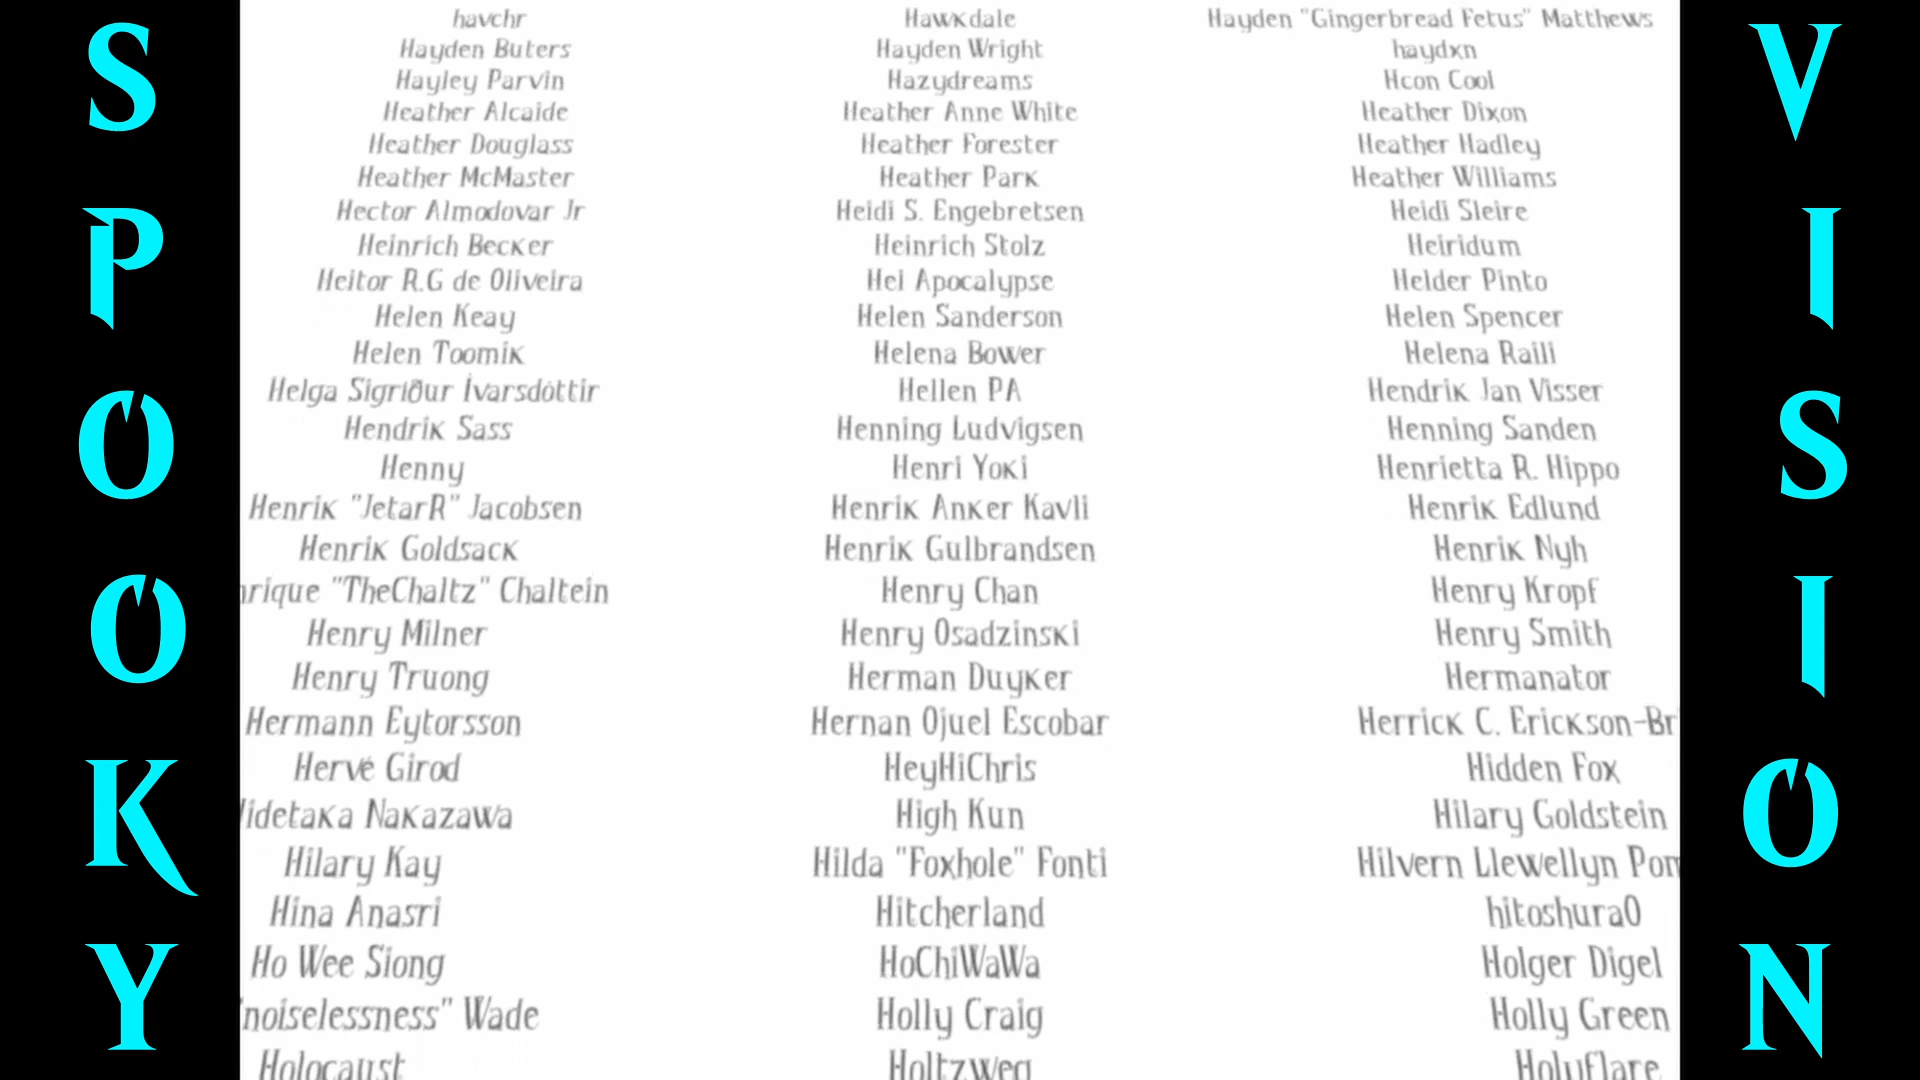 SPOOKY
havchr Hawkdale Hayden "Gingerbread Fetus" Matthews
Hayden Buters Hayden Wright haydxn
Hayley Parvin Hazydreams Hcon Cool
Heather Alcaide Heather Anne White Heather Dixon
Heather Douglass Heather Forester Heather Hadley
Heather McMaster Heather Park Heather Williams
Hector Almodovar Jr Heidi S. Engebretsen Heidi Sleire
Heinrich Becker Heinrich Stolz Heiridum
Heitor R.G de Oliveira Hel Apocalypse Helder Pinto
Helen Keay Helen Sanderson Helen Spencer
Helen Toomik Helena Bower Helena Raili
Helga Sigríður Ívarsdóttir Hellen PA Hendrik Jan Visser
Hendrik Sass Henning Ludvigsen Henning Sanden
Henny Henri Yoki Henrietta R. Hippo
Henrik "JetarR" Jacobsen Henrik Anker Kavli Henrik Edlund
Henrik Goldsack Henrik Gulbrandsen Henrik Nyh
nrique "TheChaltz" Chaltein Henry Chan Henry Kropf
Henry Milner Henry Osadzinski Henry Smith
Henry Truong Herman Duyker Hermanator
Hermann Eytorsson Hernan Ojuel Escobar Herrick C. Erickson-Br
Hervé Girod HeyHiChris Hidden Fox
Hidetaka Nakazawa High Kun Hilary Goldstein
Hilary Kay Hilda "Foxhole" Fonti Hilvern Llewellyn Pom
Hina Anasri Hitcherland hitoshura0
Ho Wee Siong HoChiWaWa Holger Digel
noiselessness" Wade Holly Craig Holly Green
Holocaust Holtzweg Holyflare
VISION